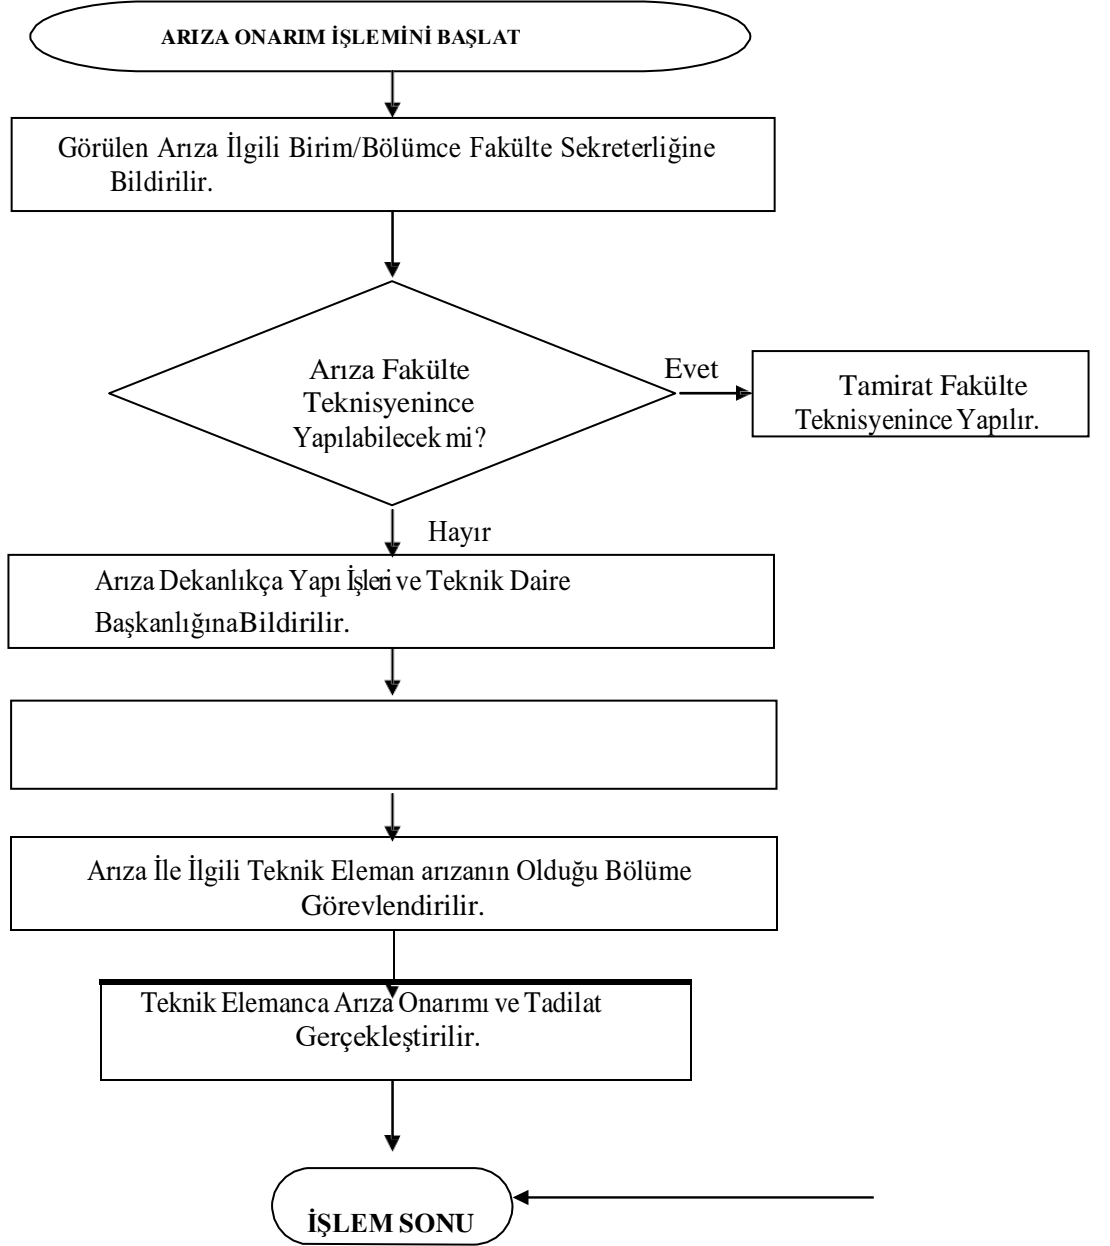 ARIZA ONARIM İŞLEMİNİ BAŞLAT
Görülen Arıza İlgili Birim/Bölümce Fakülte Sekreterliğine
Bildirilir.
Arıza Fakülte
Teknisyenince
Yapılabilecek mi?
Evet
Tamirat Fakülte
Teknisyenince Yapılır.
Hayır
Arıza Dekanlıkça Yapı İşleri ve Teknik Daire
Başkanlığına Bildirilir.
Arıza İle İlgili Teknik Eleman arızanın Olduğu Bölüme
Görevlendirilir.
Teknik Elemanca Arıza Onarımı ve Tadilat
Gerçekleştirilir.
İŞLEM SONU